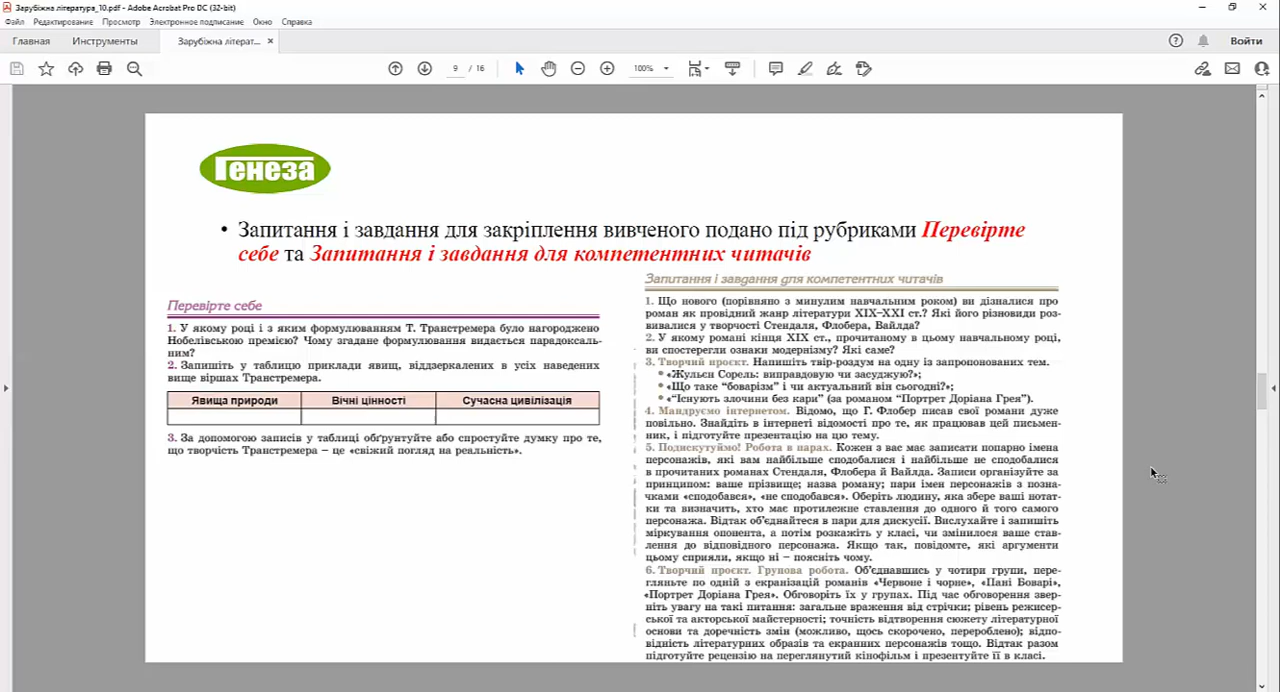 Зарубіжна література_10.pdf - Adobe Acrobat Pro DC (32-bit)
Файл Редактирование Просмотр Электронное подписание Окно Справка
Главная Инструменты Зарубіжна літерат... × Войти
9 / 16 100%
Генеза
• Запитання і завдання для закріплення вивченого подано під рубриками Перевірте
себе та Запитання і завдання для компетентних читачів
Перевірте себе
1. У якому році і з яким формулюванням Т. Транстремера було нагороджено
Нобелівською премією? Чому згадане формулювання видається парадоксаль-
ним?
2. Запишіть у таблицю приклади явищ, віддзеркалених в усіх наведених
вище віршах Транстремера.
Явища природи Вічні цінності Сучасна цивілізація
3. За допомогою записів у таблиці обґрунтуйте або спростуйте думку про те,
що творчість Транстремера – це «свіжий погляд на реальність».
Запитання і завдання для компетентних читачів
1. Що нового (порівняно з минулим навчальним роком) ви дізналися про
роман як провідний жанр літератури ХІХ–ХХІ ст.? Які його різновиди роз-
вивалися у творчості Стендаля, Флобера, Вайлда?
2. У якому романі кінця ХІХ ст., прочитаному в цьому навчальному році,
ви спостерегли ознаки модернізму? Які саме?
3. Творчий проєкт. Напишіть твір-роздум на одну із запропонованих тем.
• «Жульєн Сорель: виправдовую чи засуджую?»;
• «Що таке “боваризм” і чи актуальний він сьогодні?»;
• «“Існують злочини без кари” (за романом “Портрет Доріана Грея”).
4. Мандруємо інтернетом. Відомо, що Г. Флобер писав свої романи дуже
повільно. Знайдіть в інтернеті відомості про те, як працював цей письмен-
ник, і підготуйте презентацію на цю тему.
5. Подискутуймо! Робота в парах. Кожен з вас має записати попарно імена
персонажів, які вам найбільше сподобалися і найбільше не сподобалися
в прочитаних романах Стендаля, Флобера й Вайлда. Записи організуйте за
принципом: ваше прізвище; назва роману; пари імен персонажів з позна-
чками «сподобався», «не сподобався». Оберіть людину, яка збере ваші нотат-
ки та визначить, хто має протилежне ставлення до одного й того самого
персонажа. Відтак об’єднайтеся в пари для дискусії. Вислухайте і запишіть
міркування опонента, а потім розкажіть у класі, чи змінилося ваше став-
лення до відповідного персонажа. Якщо так, повідомте, які аргументи
цьому сприяли, якщо ні – поясніть чому.
6. Творчий проєкт. Групова робота. Об’єднавшись у чотири групи, пере-
гляньте по одній з екранізацій романів «Червоне і чорне», «Пані Боварі»,
«Портрет Доріана Грея». Обговоріть їх у групах. Під час обговорення звер-
ніть увагу на такі питання: загальне враження від стрічки; рівень режисер-
ської та акторської майстерності; точність відтворення сюжету літературної
основи та доречність змін (можливо, щось скорочено, перероблено); відпо-
відність літературних образів та екранних персонажів тощо. Відтак разом
підготуйте рецензію на переглянутий кінофільм і презентуйте її в класі.